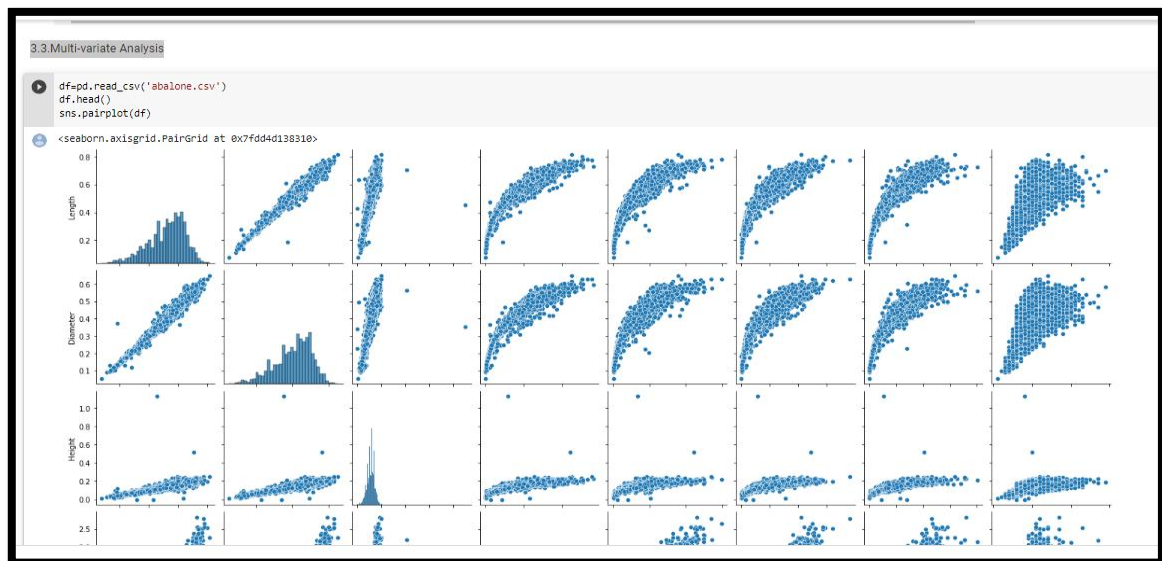 3.3.Multi-variate Analysis
df=pd.read_csv('abalone.csv')
df.head()
sns.pairplot(df)
<seaborn.axisgrid.PairGrid at 0x7fdd4d138310>
0.8
0.6
0.4
0.2
Length
0.6
0.5
0.4
0.3
0.2
0.1
Diameter
1.0
0.8
0.6
0.4
0.2
0.0
Height
2.5